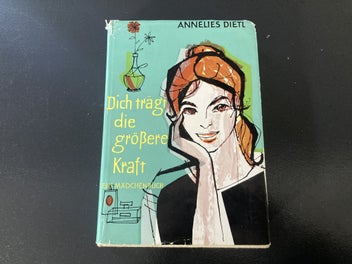 ANNELIES DIETL
Dich trägt
die
größere
Kraft
EIN MÄDCHENBUCH